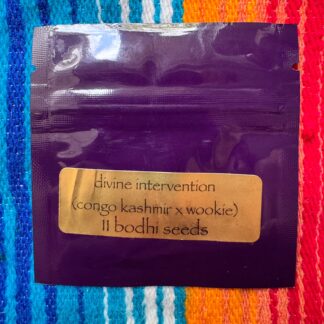 divine intervention
(congo kashmir x wookie)
11 bodhi seeds